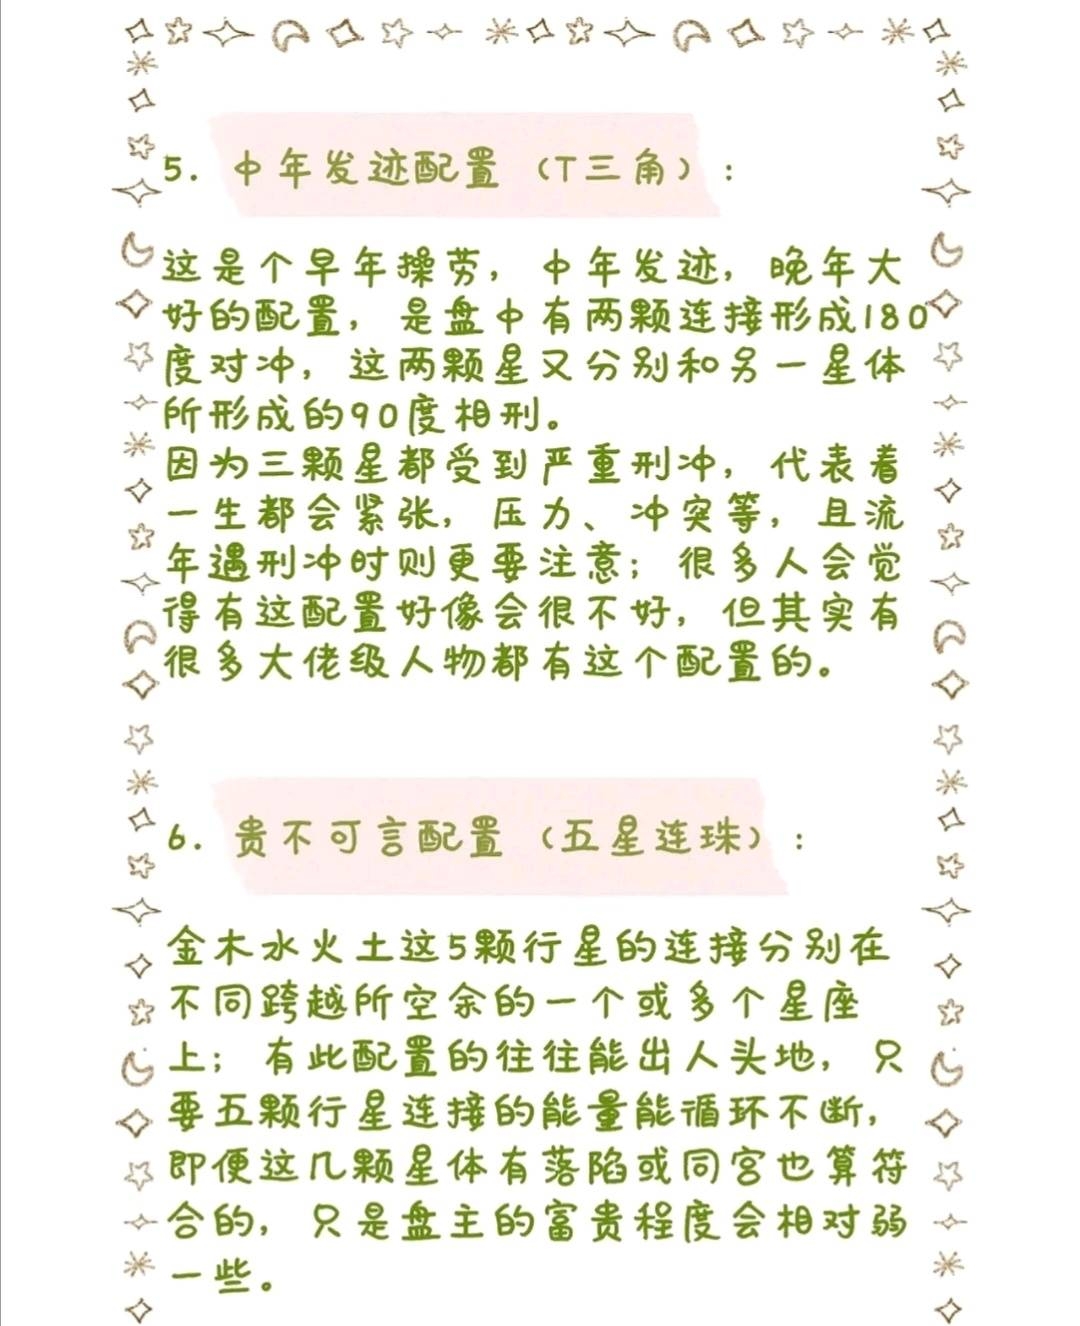 5. 中年发迹配置（T三角）：
这是个早年操劳，中年发迹，晚年大
好的配置，是盘中有两颗连接形成180
度对冲，这两颗星又分别和另一星体
所形成的90度相刑。
因为三颗星都受到严重刑冲，代表着
一生都会紧张，压力、冲突等，且流
年遇刑冲时则更要注意；很多人会觉
得有这配置好像会很不好，但其实有
很多大佬级人物都有这个配置的。
6. 贵不可言配置（五星连珠）：
金木水火土这5颗行星的连接分别在
不同跨越所空余的一个或多个星座
上；有此配置的往往能出人头地，只
要五颗行星连接的能量能循环不断，
即便这几颗星体有落陷或同宫也算符
合的，只是盘主的富贵程度会相对弱
一些。